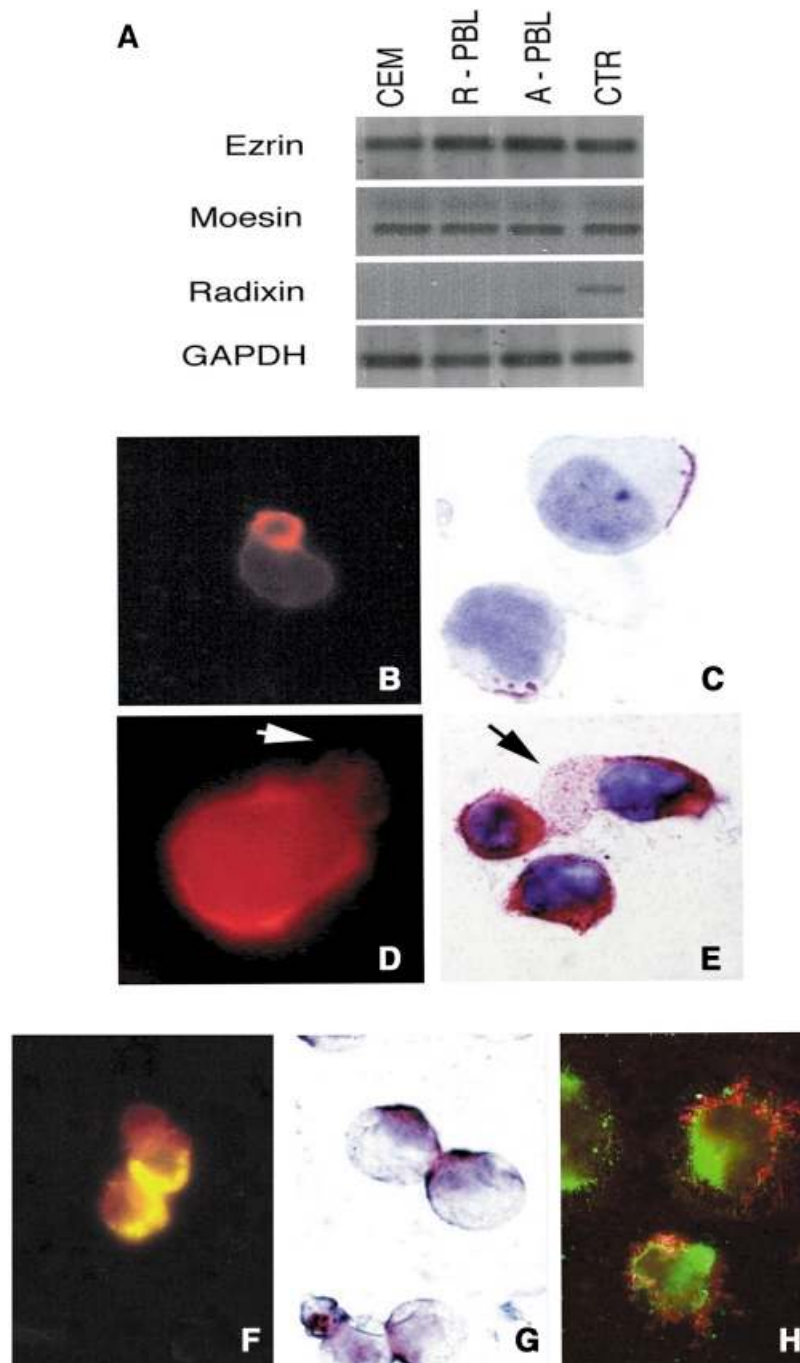 A
CEM
R - PBL
A - PBL
CTR
Ezrin
Moesin
Radixin
GAPDH
B
C
D
E
F
G
H